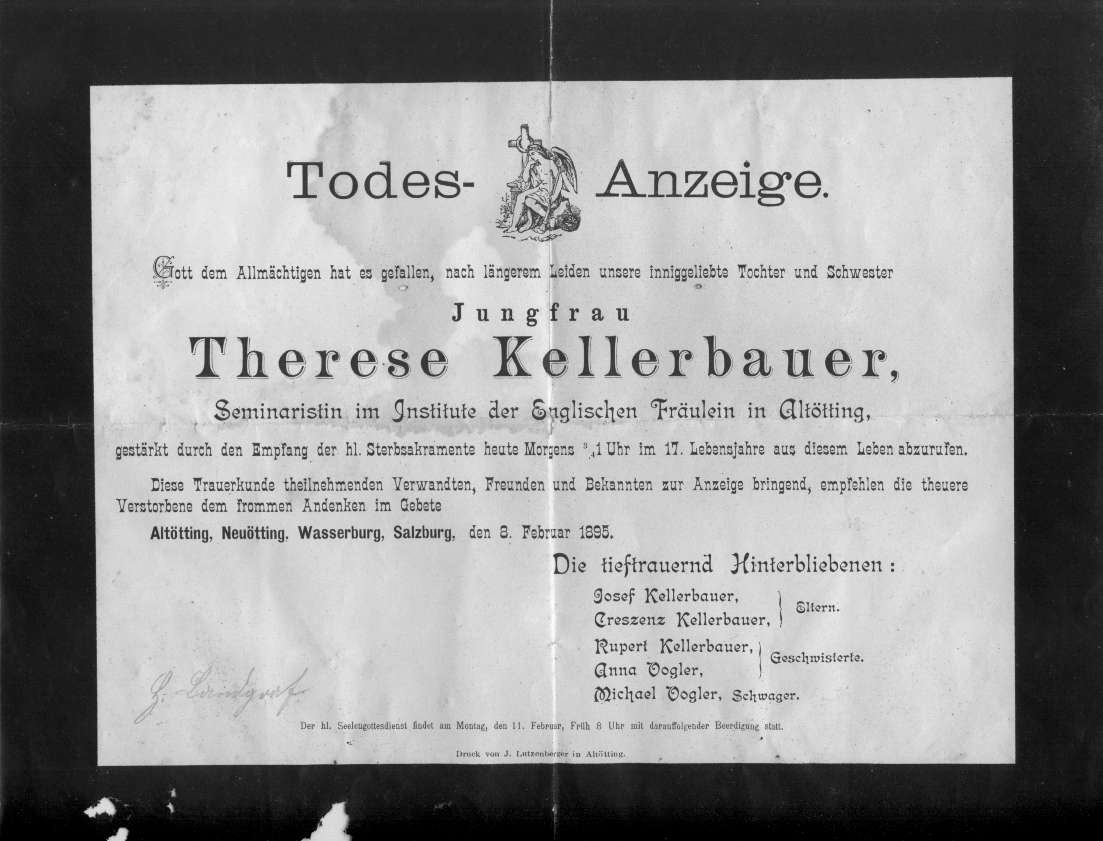 Todes-Anzeige.
Gott dem Allmächtigen hat es gefallen, nach längerem Leiden unsere inniggeliebte Tochter und Schwester
Jungfrau
Therese Kellerbauer,
Seminaristin im Institute der Englischen Fräulein in Altötting,
gestärkt durch den Empfang der hl. Sterbsakramente heute Morgens ³/₄1 Uhr im 17. Lebensjahre aus diesem Leben abzurufen.
Diese Trauerkunde theilnehmenden Verwandten, Freunden und Bekannten zur Anzeige bringend, empfehlen die theuere
Verstorbene dem frommen Andenken im Gebete
Altötting, Neuötting, Wasserburg, Salzburg, den 8. Februar 1895.
Die tieftrauernd Hinterbliebenen:
Josef Kellerbauer,
Creszenz Kellerbauer, } Eltern.
Rupert Kellerbauer,
Anna Vogler, } Geschwisterte.
Michael Vogler, Schwager.
H. Landgraf
Der hl. Seelengottesdienst findet am Montag, den 11. Februar, Früh 8 Uhr mit darauffolgender Beerdigung statt.
Druck von J. Lutzenberger in Altötting.